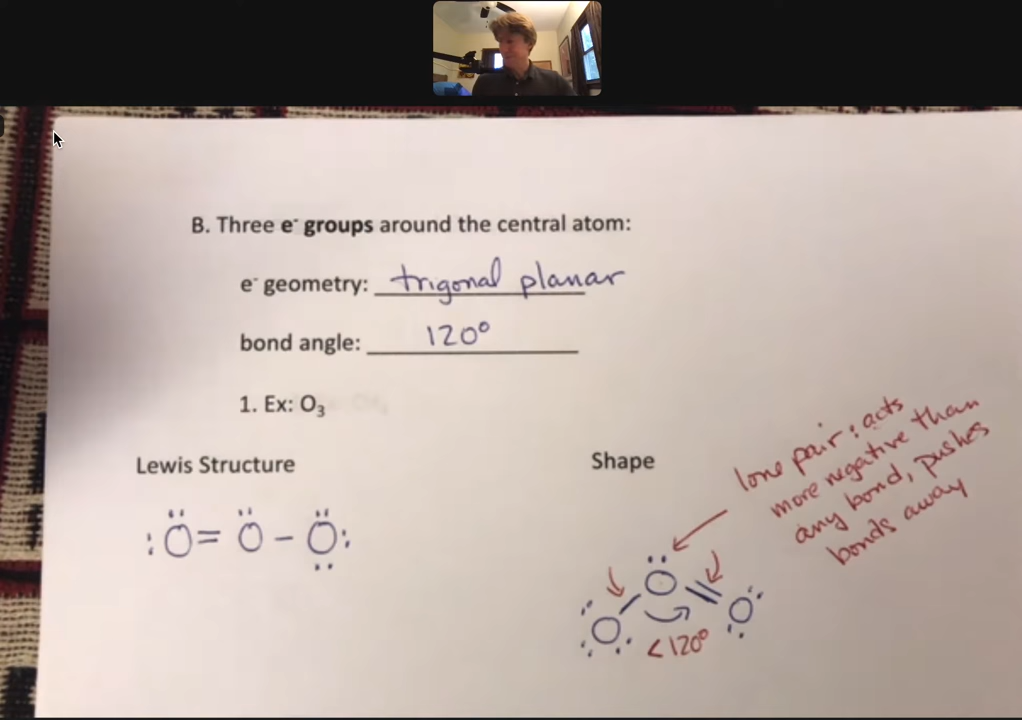 B. Three e⁻ groups around the central atom:
e⁻ geometry: trigonal planar
bond angle: 120°
1. Ex: O₃
Lewis Structure
Shape
:Ö=Ö-Ö:
lone pair: acts
more negative than
any bond, pushes
bonds away
O
O
O
<120°